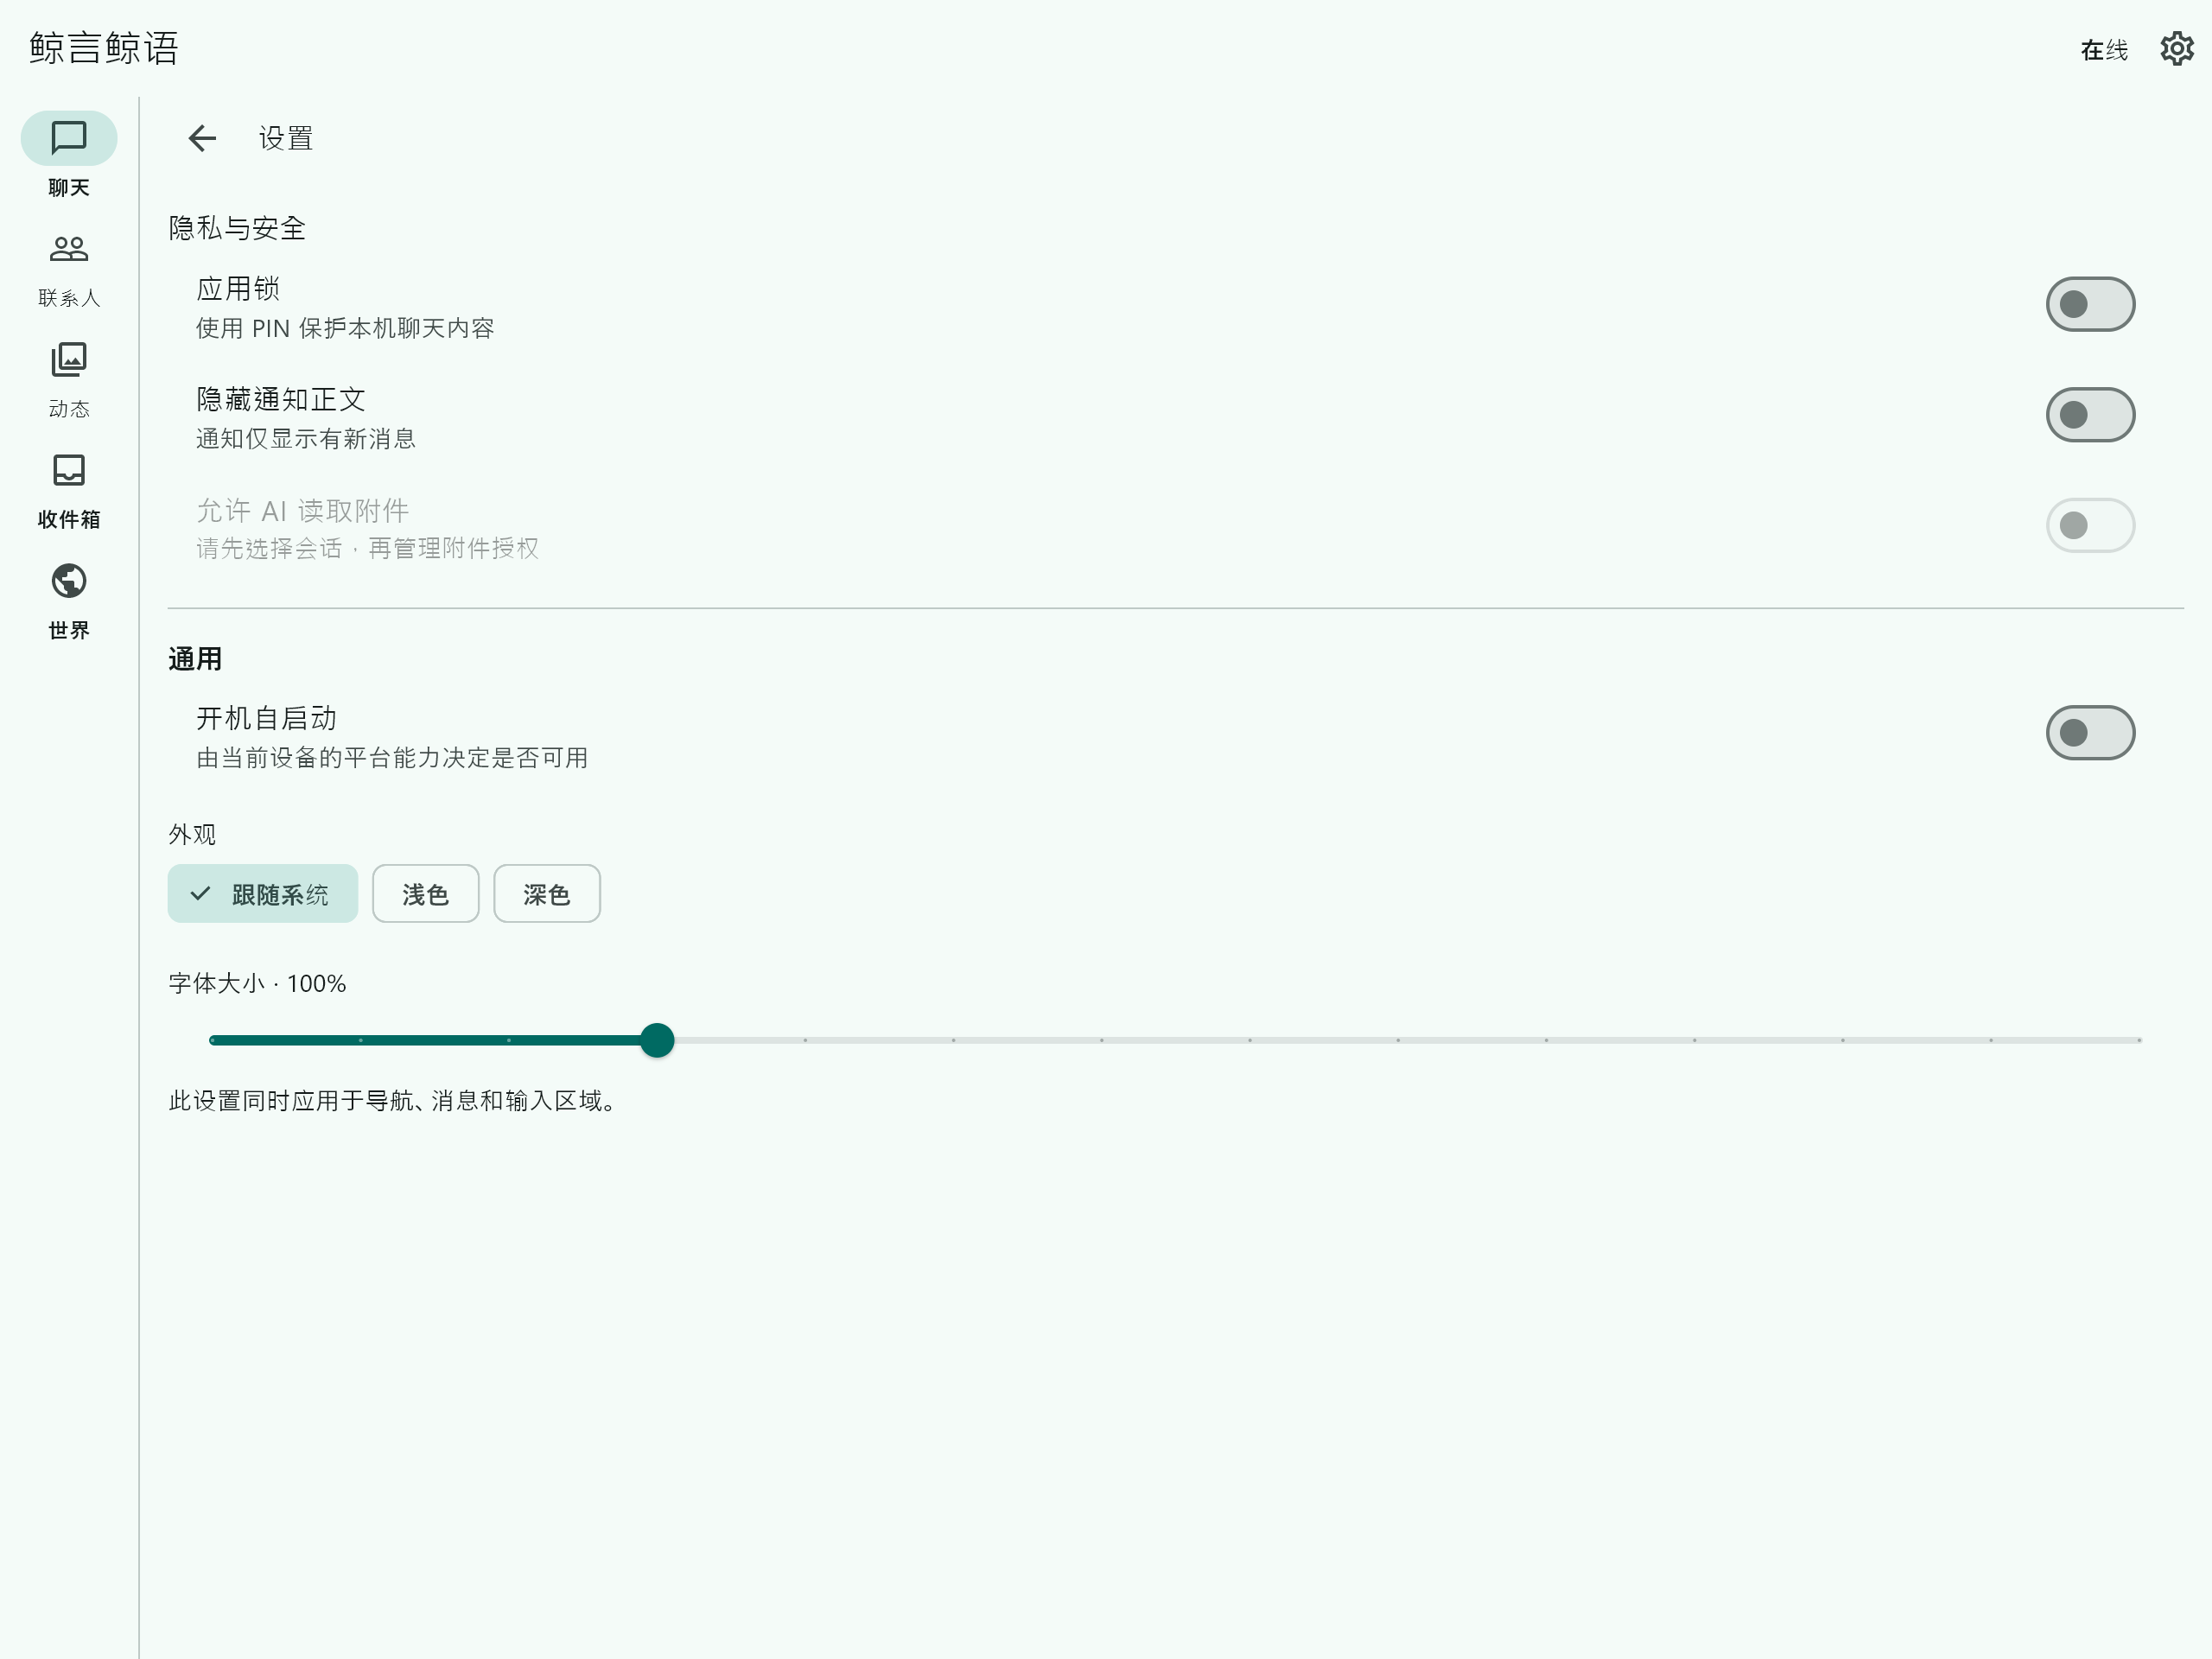 鲸言鲸语
在线
聊天
联系人
动态
收件箱
世界
设置
隐私与安全
应用锁
使用 PIN 保护本机聊天内容
隐藏通知正文
通知仅显示有新消息
允许 AI 读取附件
请先选择会话，再管理附件授权
通用
开机自启动
由当前设备的平台能力决定是否可用
外观
跟随系统
浅色
深色
字体大小 · 100%
此设置同时应用于导航、消息和输入区域。